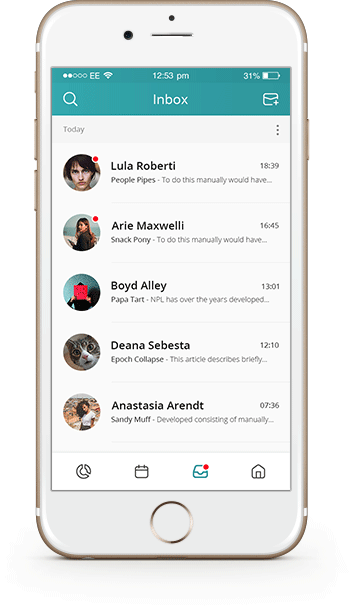 EE 12:53 pm 31%
Inbox
Today
Lula Roberti 18:39
People Pipes - To do this manually would have...
Arie Maxwelli 16:45
Snack Pony - To do this manually would have...
Boyd Alley 13:01
Papa Tart - NPL has over the years developed...
Deana Sebesta 12:10
Epoch Collapse - This article describes briefly...
Anastasia Arendt 07:36
Sandy Muff - Developed consisting of manually...